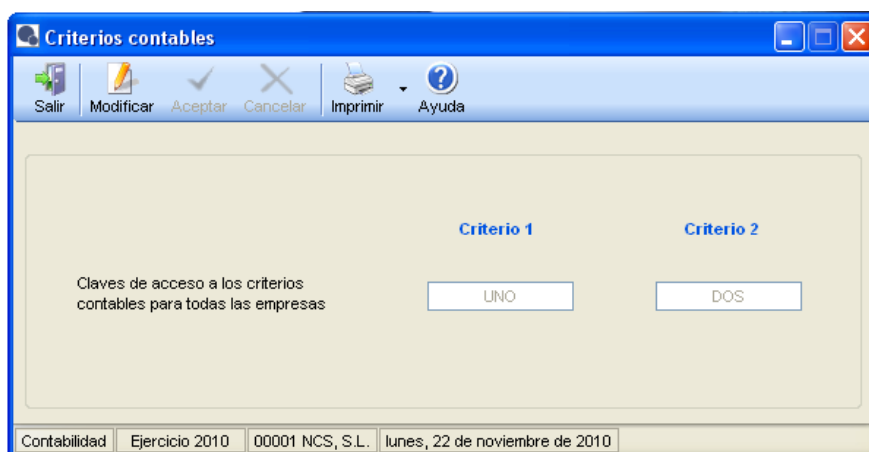 Criterios contables
Salir Modificar Aceptar Cancelar Imprimir Ayuda
Criterio 1 Criterio 2
Claves de acceso a los criterios
contables para todas las empresas
UNO DOS
Contabilidad Ejercicio 2010 00001 NCS, S.L. lunes, 22 de noviembre de 2010